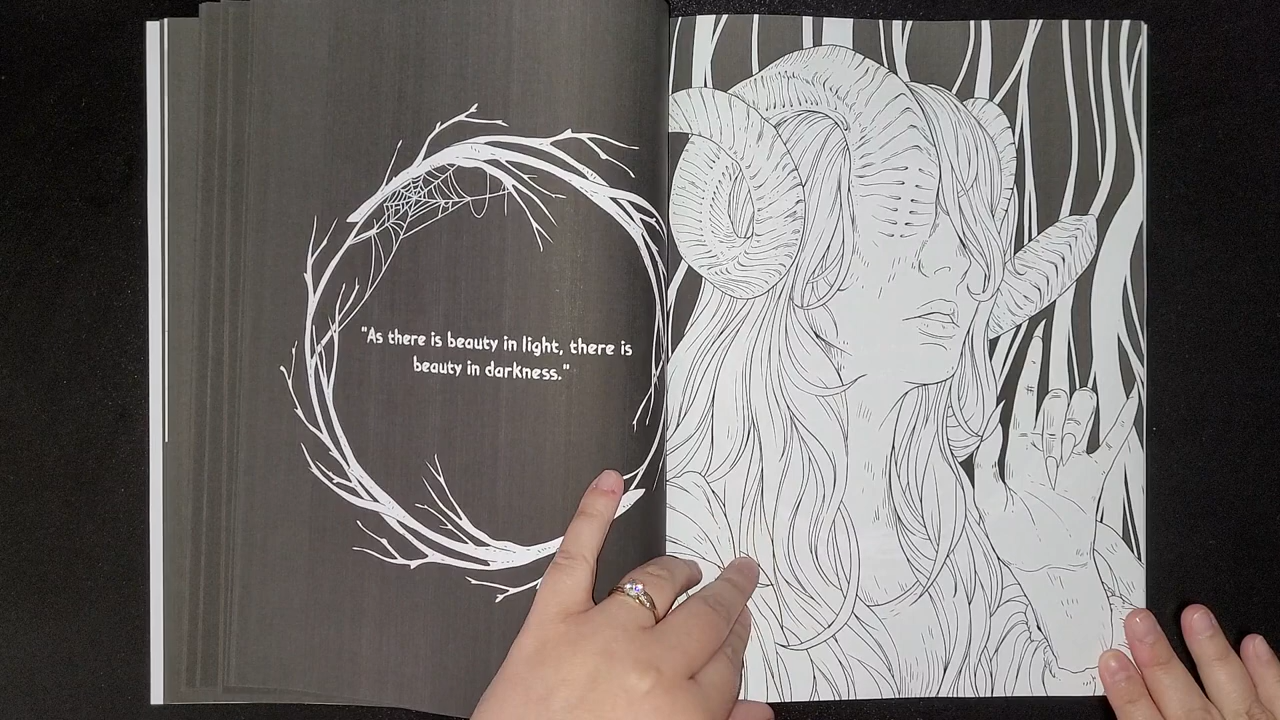 "As there is beauty in light, there is
beauty in darkness."